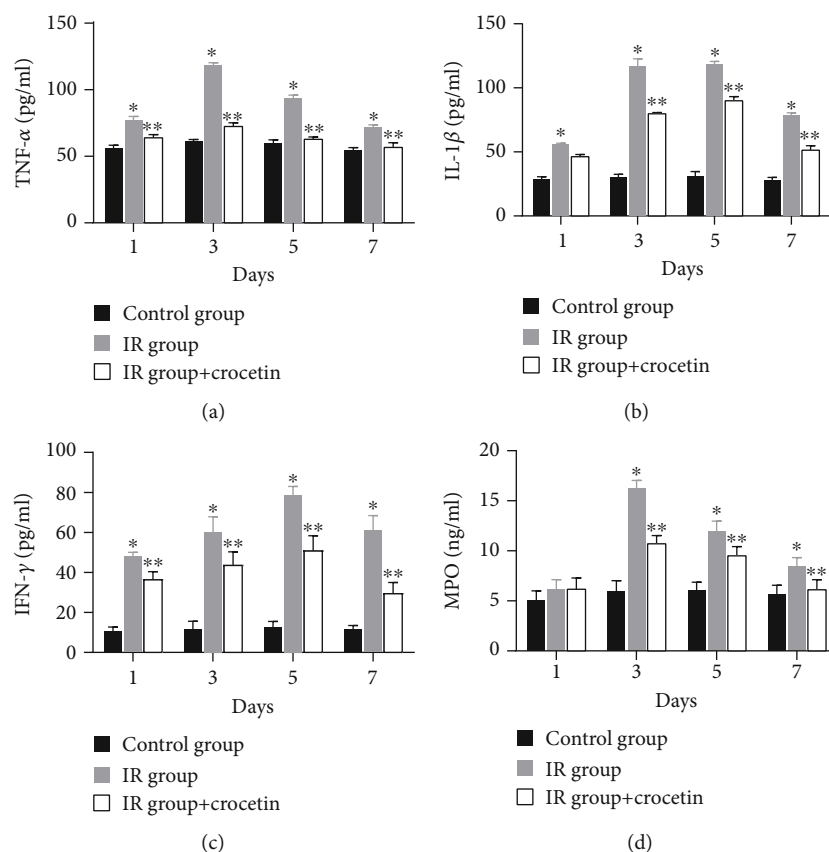 150
100
50
0
TNF-α (pg/ml)
*
**
*
**
*
**
*
**
1 3 5 7
Days
Control group
IR group
IR group+crocetin
(a)
150
100
50
0
IL-1β (pg/ml)
*
*
**
*
**
*
**
1 3 5 7
Days
Control group
IR group
IR group+crocetin
(b)
100
80
60
40
20
0
IFN-γ (pg/ml)
*
**
*
**
*
**
*
**
1 3 5 7
Days
Control group
IR group
IR group+crocetin
(c)
20
15
10
5
0
MPO (ng/ml)
*
**
*
**
*
**
1 3 5 7
Days
Control group
IR group
IR group+crocetin
(d)